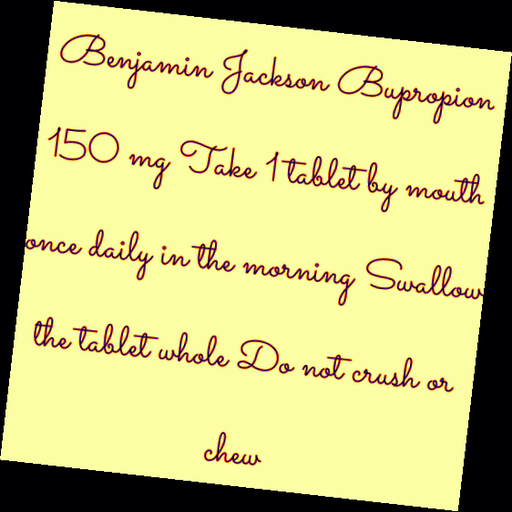 Benjamin Jackson Bupropion
150 mg Take 1 tablet by mouth
once daily in the morning Swallow
the tablet whole Do not crush or
chew